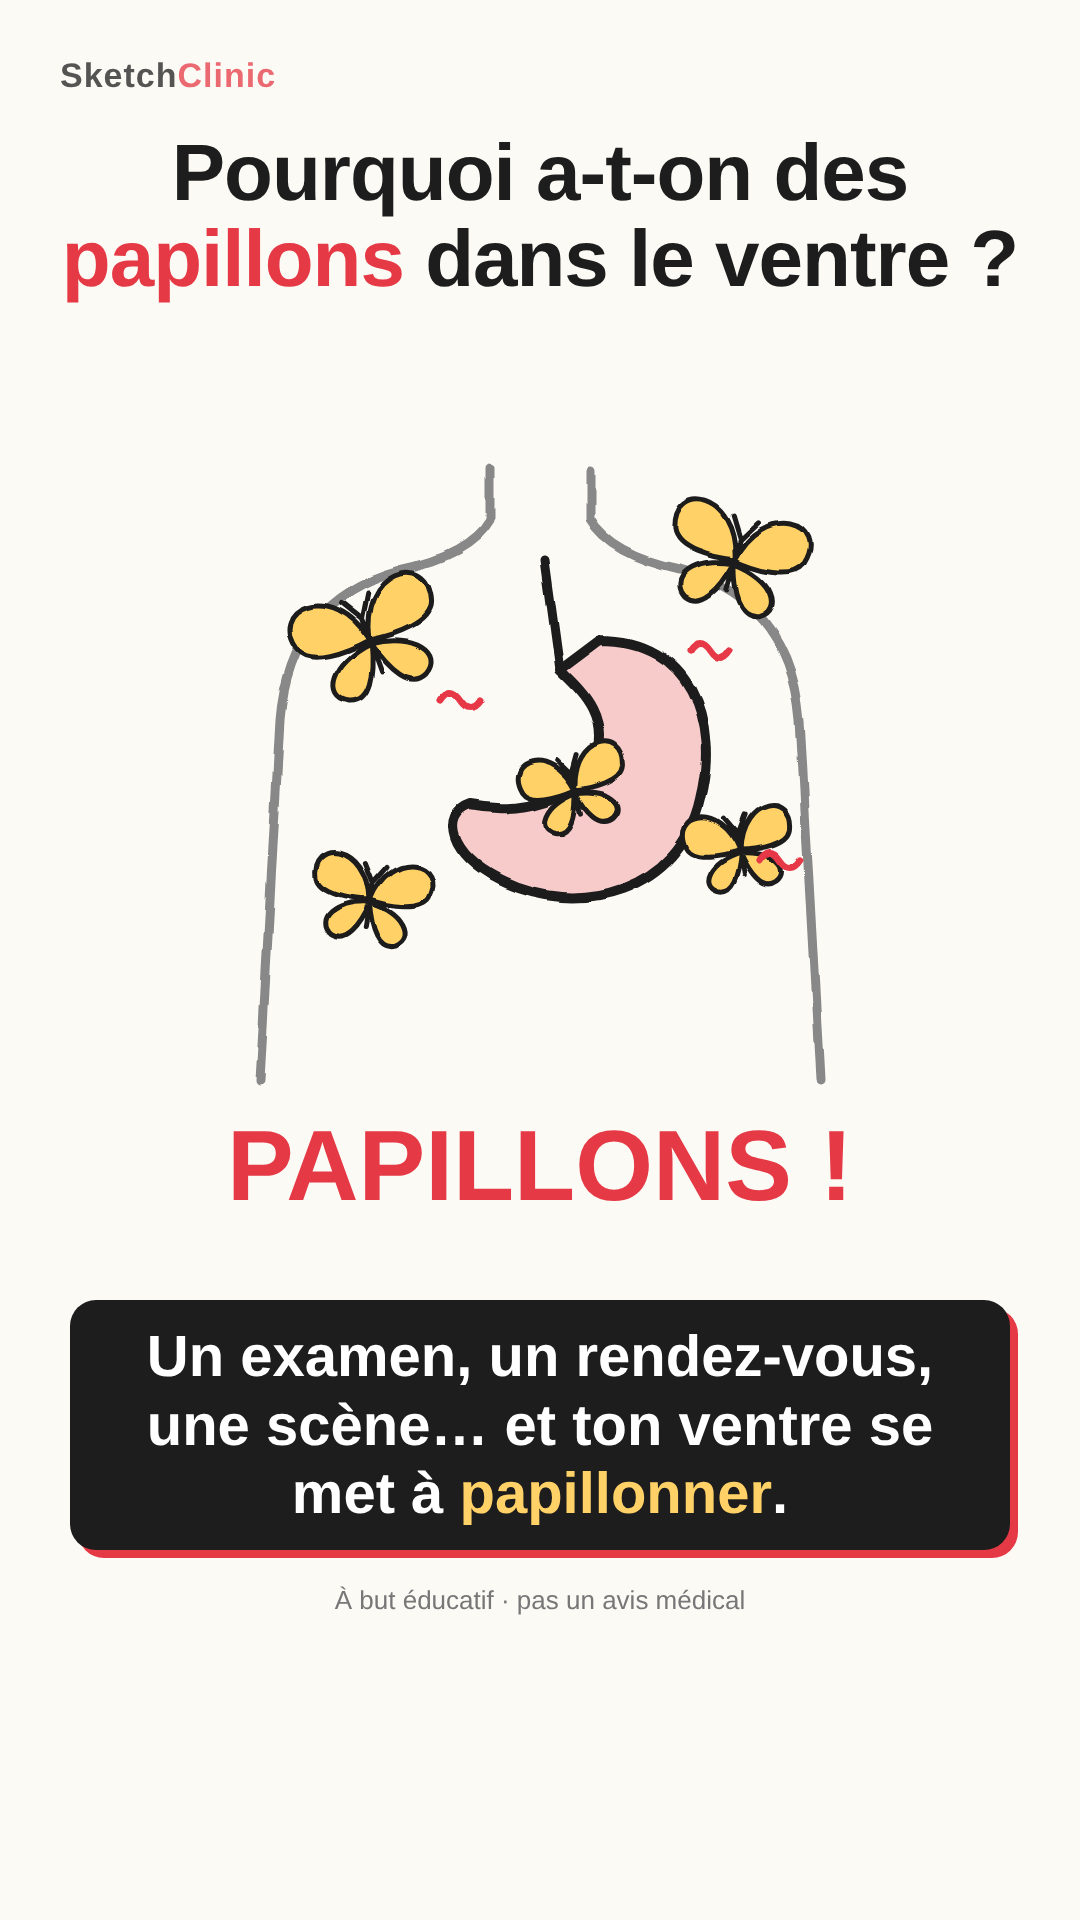 SketchClinic
Pourquoi a-t-on des
papillons dans le ventre ?
PAPILLONS !
Un examen, un rendez-vous,
une scène… et ton ventre se
met à papillonner.
À but éducatif · pas un avis médical